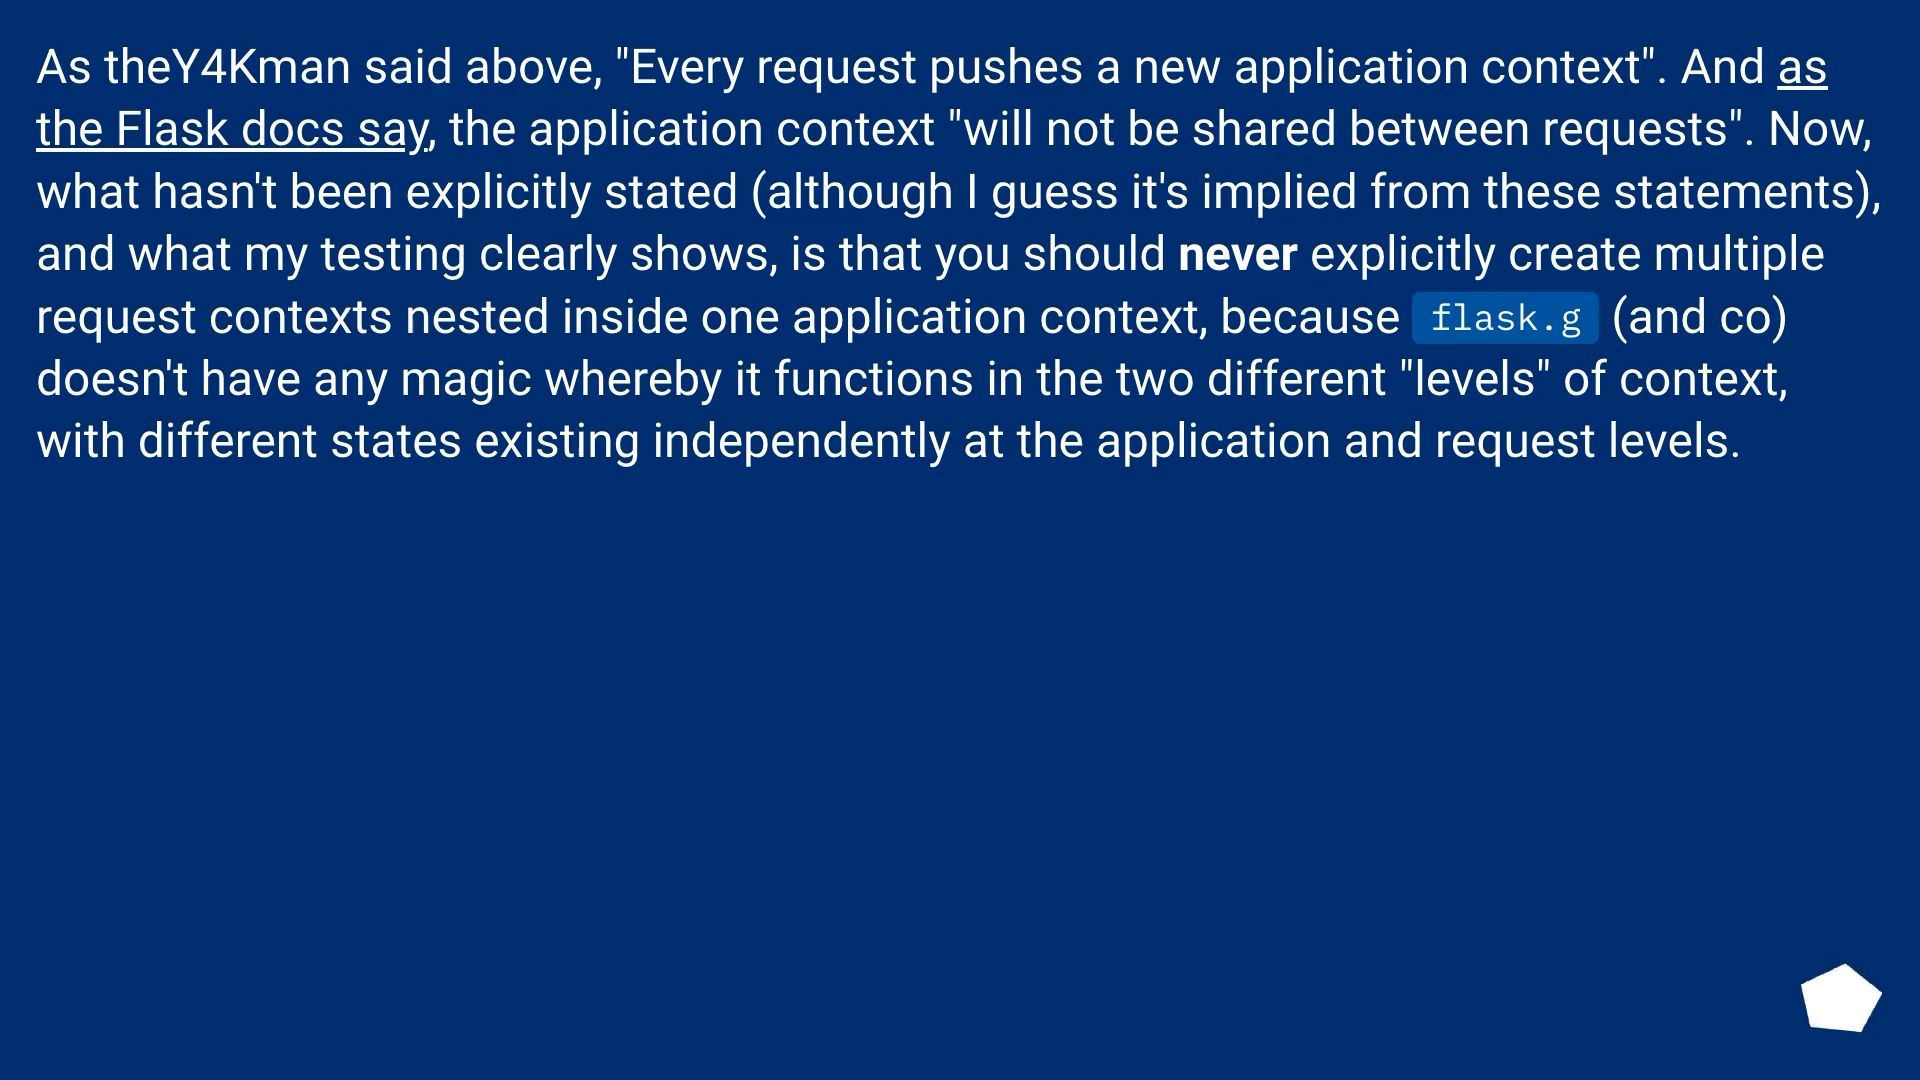 As theY4Kman said above, "Every request pushes a new application context". And as
the Flask docs say, the application context "will not be shared between requests". Now,
what hasn't been explicitly stated (although I guess it's implied from these statements),
and what my testing clearly shows, is that you should never explicitly create multiple
request contexts nested inside one application context, because flask.g (and co)
doesn't have any magic whereby it functions in the two different "levels" of context,
with different states existing independently at the application and request levels.